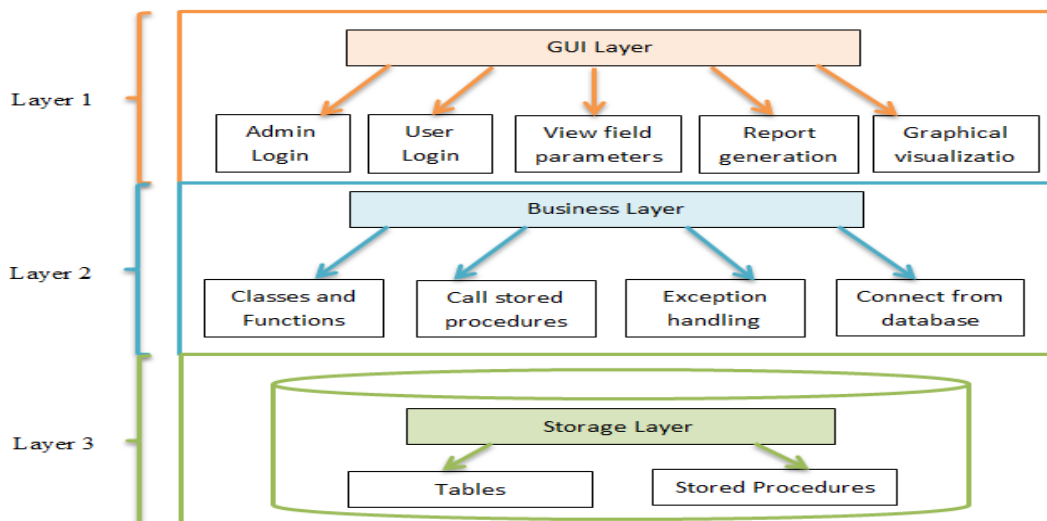 GUI Layer
Layer 1
Admin
Login
User
Login
View field
parameters
Report
generation
Graphical
visualizatio
Business Layer
Layer 2
Classes and
Functions
Call stored
procedures
Exception
handling
Connect from
database
Storage Layer
Layer 3
Tables
Stored Procedures